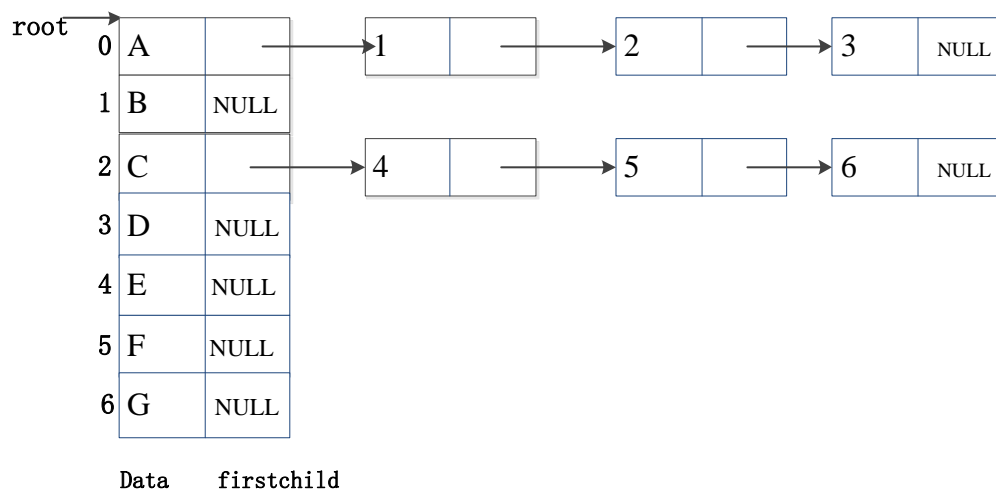 root
0 A 1 2 3 NULL
1 B NULL
2 C 4 5 6 NULL
3 D NULL
4 E NULL
5 F NULL
6 G NULL
Data firstchild